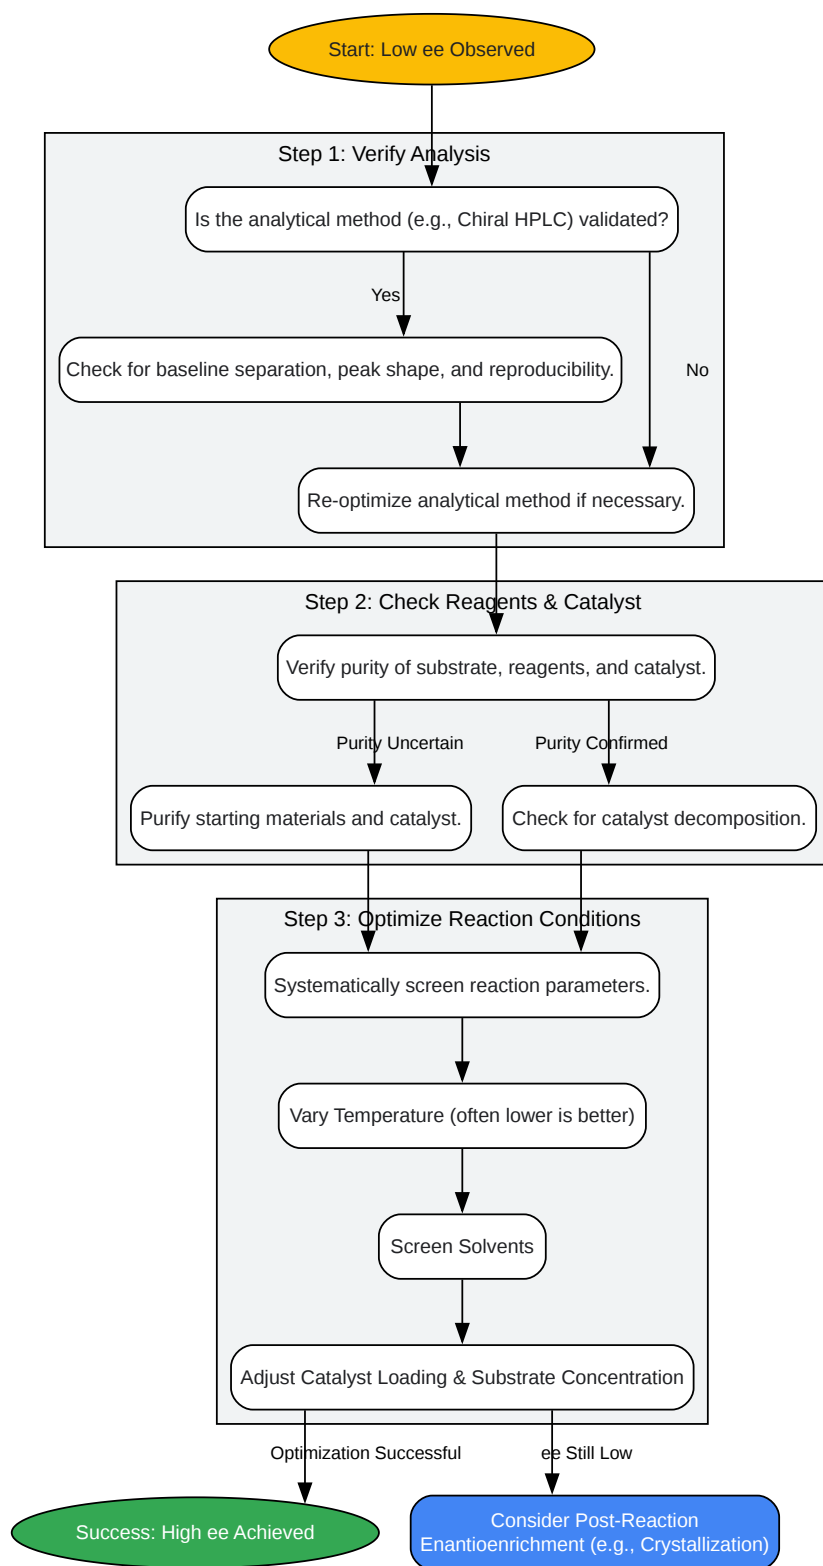 Start: Low ee Observed
Step 1: Verify Analysis
Is the analytical method (e.g., Chiral HPLC) validated?
Yes
Check for baseline separation, peak shape, and reproducibility.
No
Re-optimize analytical method if necessary.
Step 2: Check Reagents & Catalyst
Verify purity of substrate, reagents, and catalyst.
Purity Uncertain
Purity Confirmed
Purify starting materials and catalyst.
Check for catalyst decomposition.
Step 3: Optimize Reaction Conditions
Systematically screen reaction parameters.
Vary Temperature (often lower is better)
Screen Solvents
Adjust Catalyst Loading & Substrate Concentration
Optimization Successful
ee Still Low
Success: High ee Achieved
Consider Post-Reaction
Enantioenrichment (e.g., Crystallization)